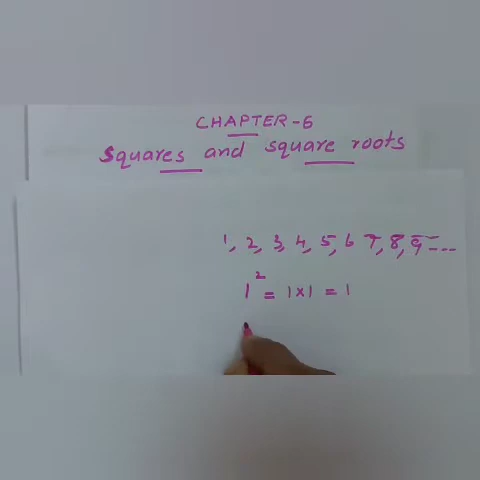 CHAPTER-6
Squares and square roots
1, 2, 3, 4, 5, 6 7, 8, 9 ---
1² = 1×1 = 1